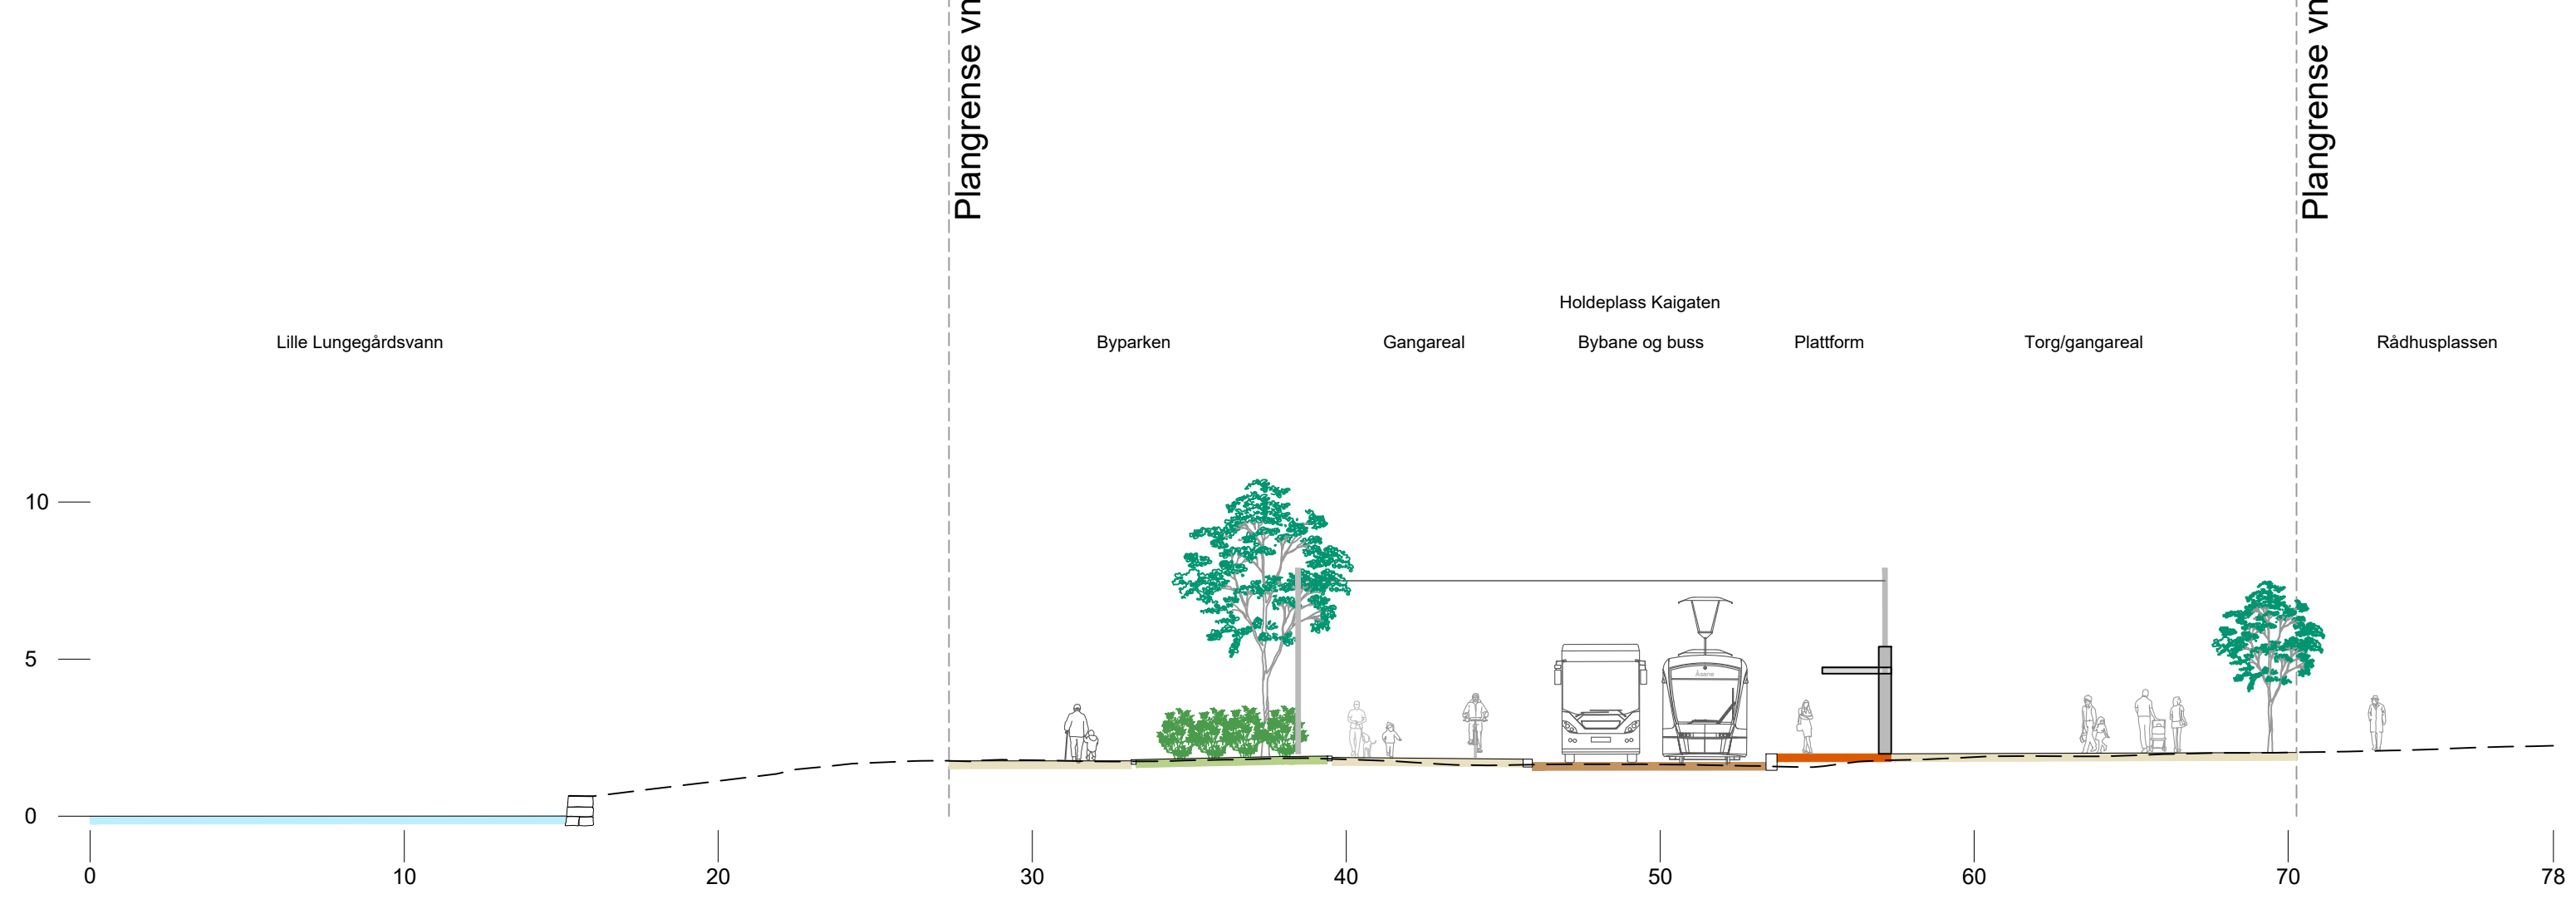 Plangrense vn
Plangrense vn
Holdeplass Kaigaten
Lille Lungegårdsvann
Byparken
Gangareal
Bybane og buss
Plattform
Torg/gangareal
Rådhusplassen
10
5
0
Åsane
0
10
20
30
40
50
60
70
78